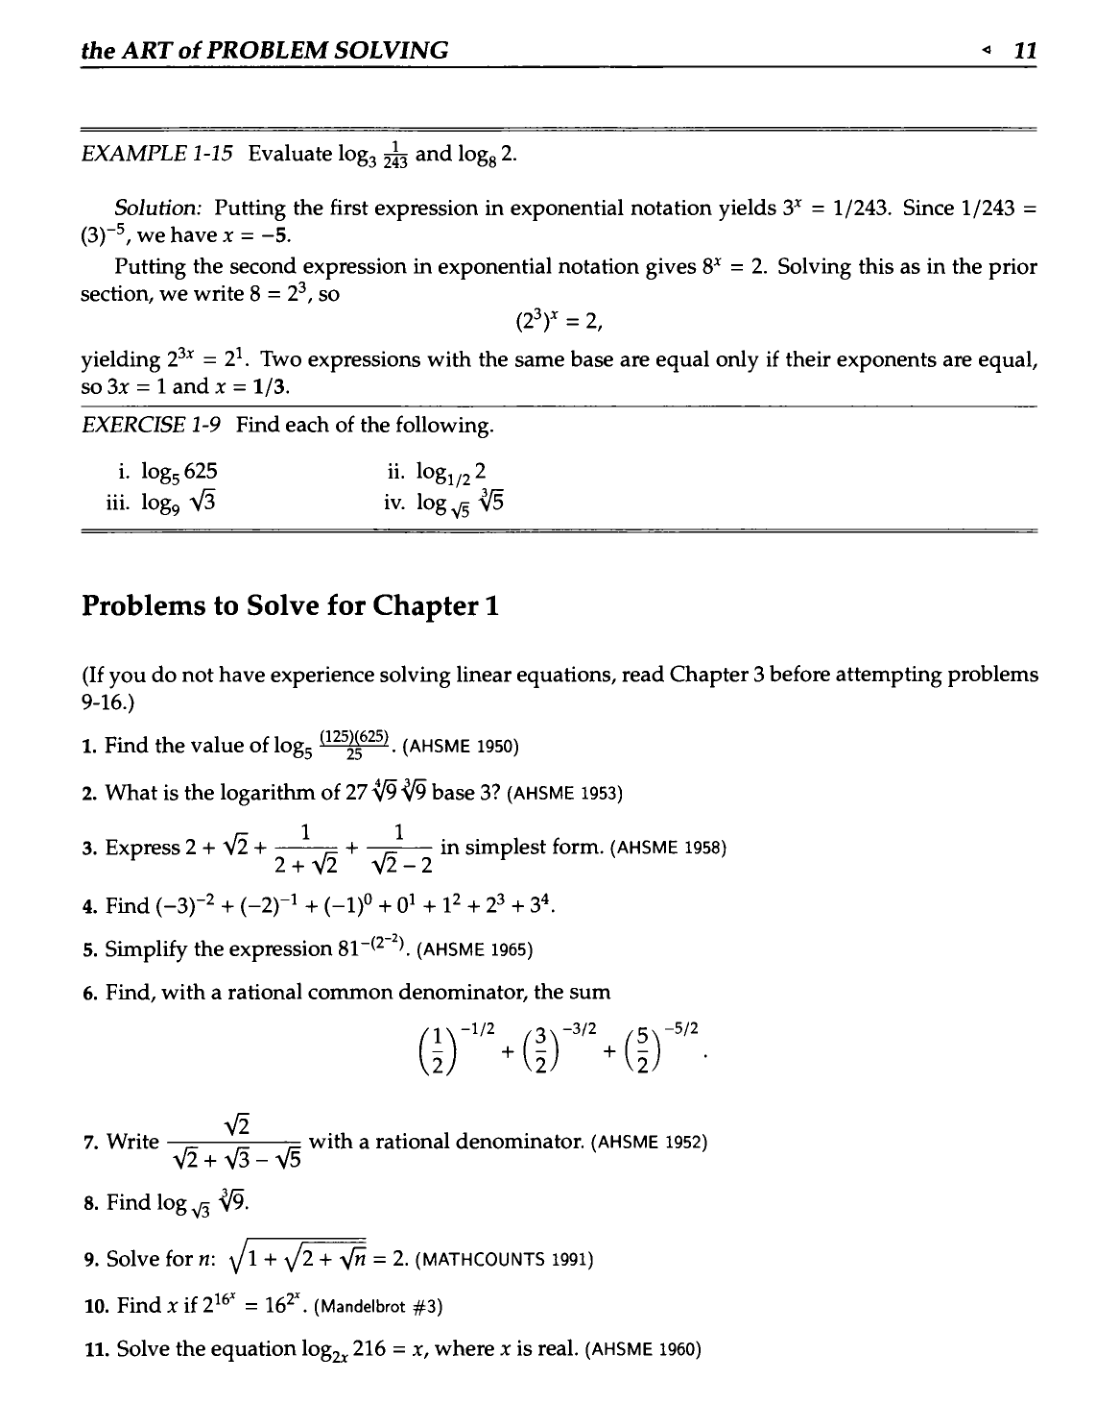 the ART of PROBLEM SOLVING ◁ 11
EXAMPLE 1-15 Evaluate log₃ 1/243 and log₈ 2.
Solution: Putting the first expression in exponential notation yields 3ˣ = 1/243. Since 1/243 =
(3)⁻⁵, we have x = −5.
Putting the second expression in exponential notation gives 8ˣ = 2. Solving this as in the prior
section, we write 8 = 2³, so
(2³)ˣ = 2,
yielding 2³ˣ = 2¹. Two expressions with the same base are equal only if their exponents are equal,
so 3x = 1 and x = 1/3.
EXERCISE 1-9 Find each of the following.
i. log₅ 625 ii. log₁/₂ 2
iii. log₉ √3 iv. log_√5 ∛5
Problems to Solve for Chapter 1
(If you do not have experience solving linear equations, read Chapter 3 before attempting problems
9-16.)
1. Find the value of log₅ (125)(625)/25. (AHSME 1950)
2. What is the logarithm of 27 ∜9 ∛9 base 3? (AHSME 1953)
3. Express 2 + √2 + 1/(2 + √2) + 1/(√2 − 2) in simplest form. (AHSME 1958)
4. Find (−3)⁻² + (−2)⁻¹ + (−1)⁰ + 0¹ + 1² + 2³ + 3⁴.
5. Simplify the expression 81^−(2^−2). (AHSME 1965)
6. Find, with a rational common denominator, the sum
(1/2)^−1/2 + (3/2)^−3/2 + (5/2)^−5/2.
7. Write √2/(√2 + √3 − √5) with a rational denominator. (AHSME 1952)
8. Find log_√3 ∛9.
9. Solve for n: √(1 + √(2 + √n)) = 2. (MATHCOUNTS 1991)
10. Find x if 2^16^x = 16^2^x. (Mandelbrot #3)
11. Solve the equation log₂ₓ 216 = x, where x is real. (AHSME 1960)